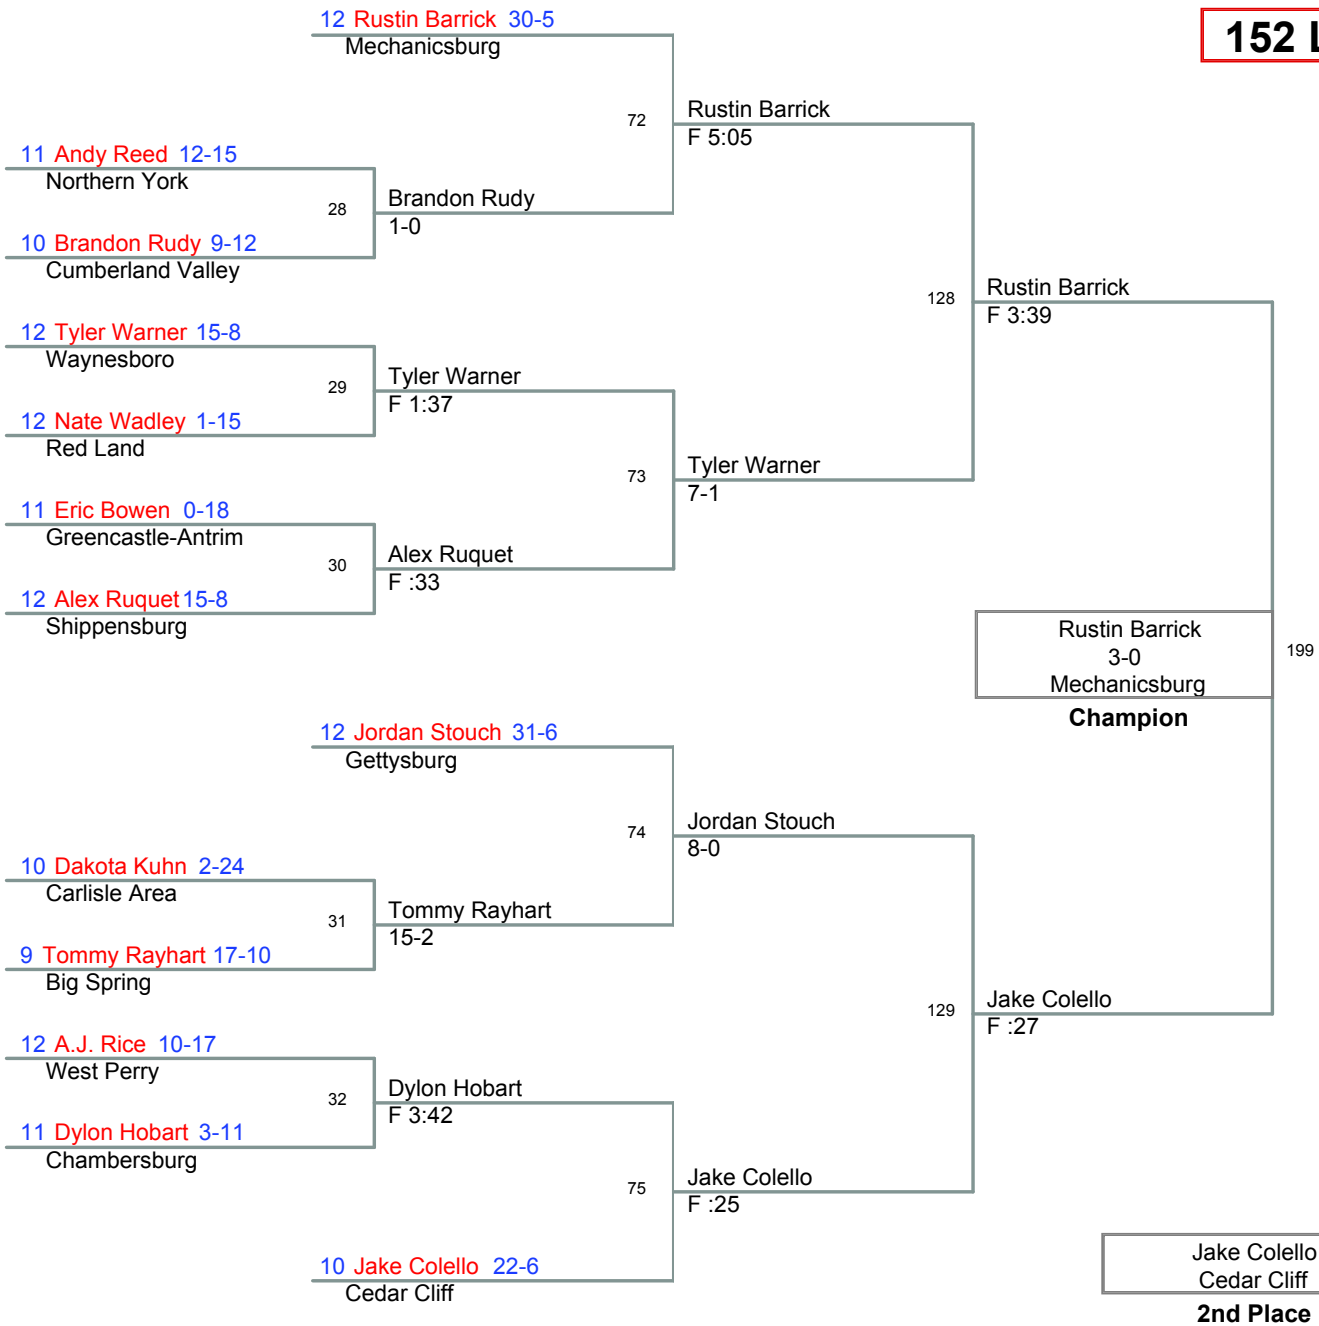 12 Rustin Barrick 30-5
Mechanicsburg
152 L
72
Rustin Barrick
F 5:05
11 Andy Reed 12-15
Northern York
28
Brandon Rudy
1-0
10 Brandon Rudy 9-12
Cumberland Valley
128
Rustin Barrick
F 3:39
12 Tyler Warner 15-8
Waynesboro
29
Tyler Warner
F 1:37
12 Nate Wadley 1-15
Red Land
73
Tyler Warner
7-1
11 Eric Bowen 0-18
Greencastle-Antrim
30
Alex Ruquet
F :33
12 Alex Ruquet 15-8
Shippensburg
Rustin Barrick
3-0
Mechanicsburg
199
Champion
12 Jordan Stouch 31-6
Gettysburg
74
Jordan Stouch
8-0
10 Dakota Kuhn 2-24
Carlisle Area
31
Tommy Rayhart
15-2
9 Tommy Rayhart 17-10
Big Spring
129
Jake Colello
F :27
12 A.J. Rice 10-17
West Perry
32
Dylon Hobart
F 3:42
11 Dylon Hobart 3-11
Chambersburg
75
Jake Colello
F :25
10 Jake Colello 22-6
Cedar Cliff
Jake Colello
Cedar Cliff
2nd Place